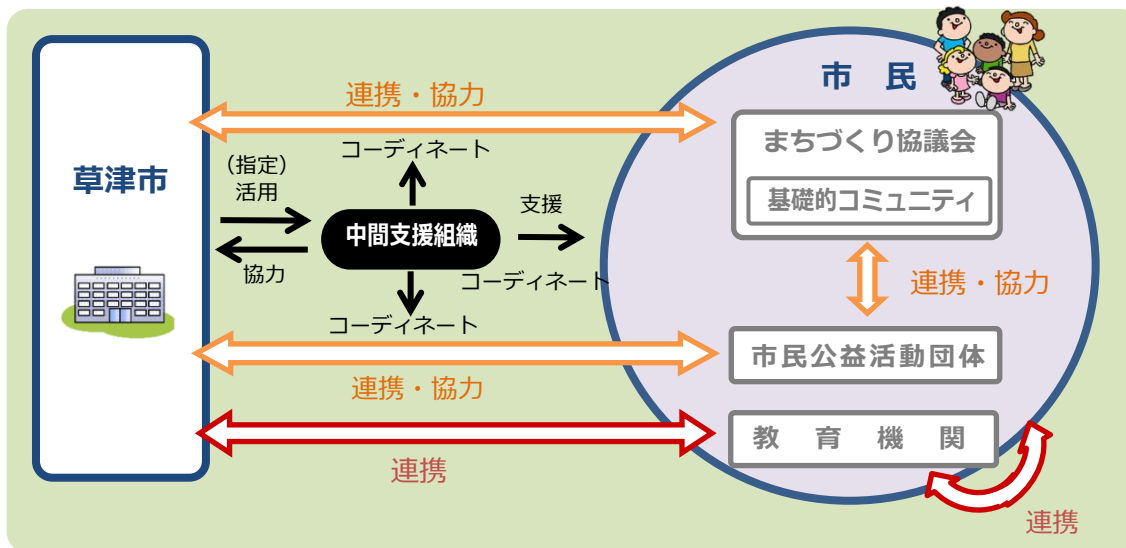 市 民
連携・協力
まちづくり協議会
コーディネート
(指定)
活用
草津市
基礎的コミュニティ
支援
中間支援組織
協力
コーディネート
連携・協力
コーディネート
市民公益活動団体
連携・協力
教 育 機 関
連携
連携